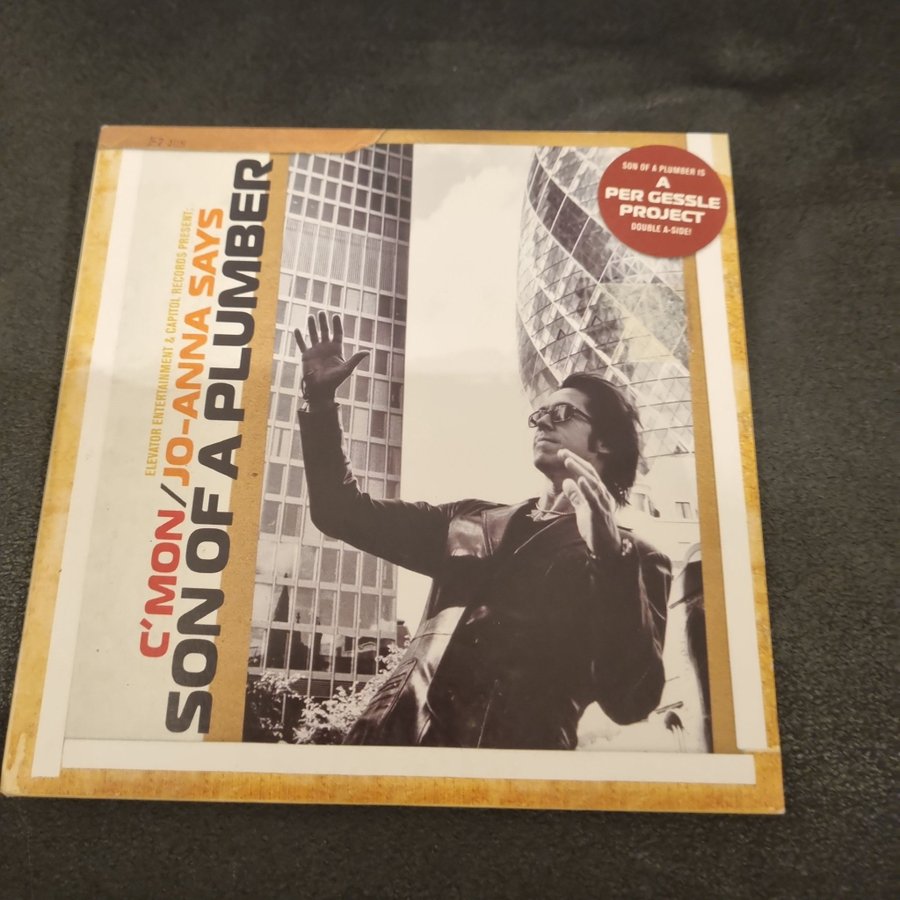 ELEVATOR ENTERTAINMENT & CAPITOL RECORDS PRESENT:
C'MON/JO-ANNA SAYS
SON OF A PLUMBER
SON OF A PLUMBER IS
A
PER GESSLE
PROJECT
DOUBLE A-SIDE!